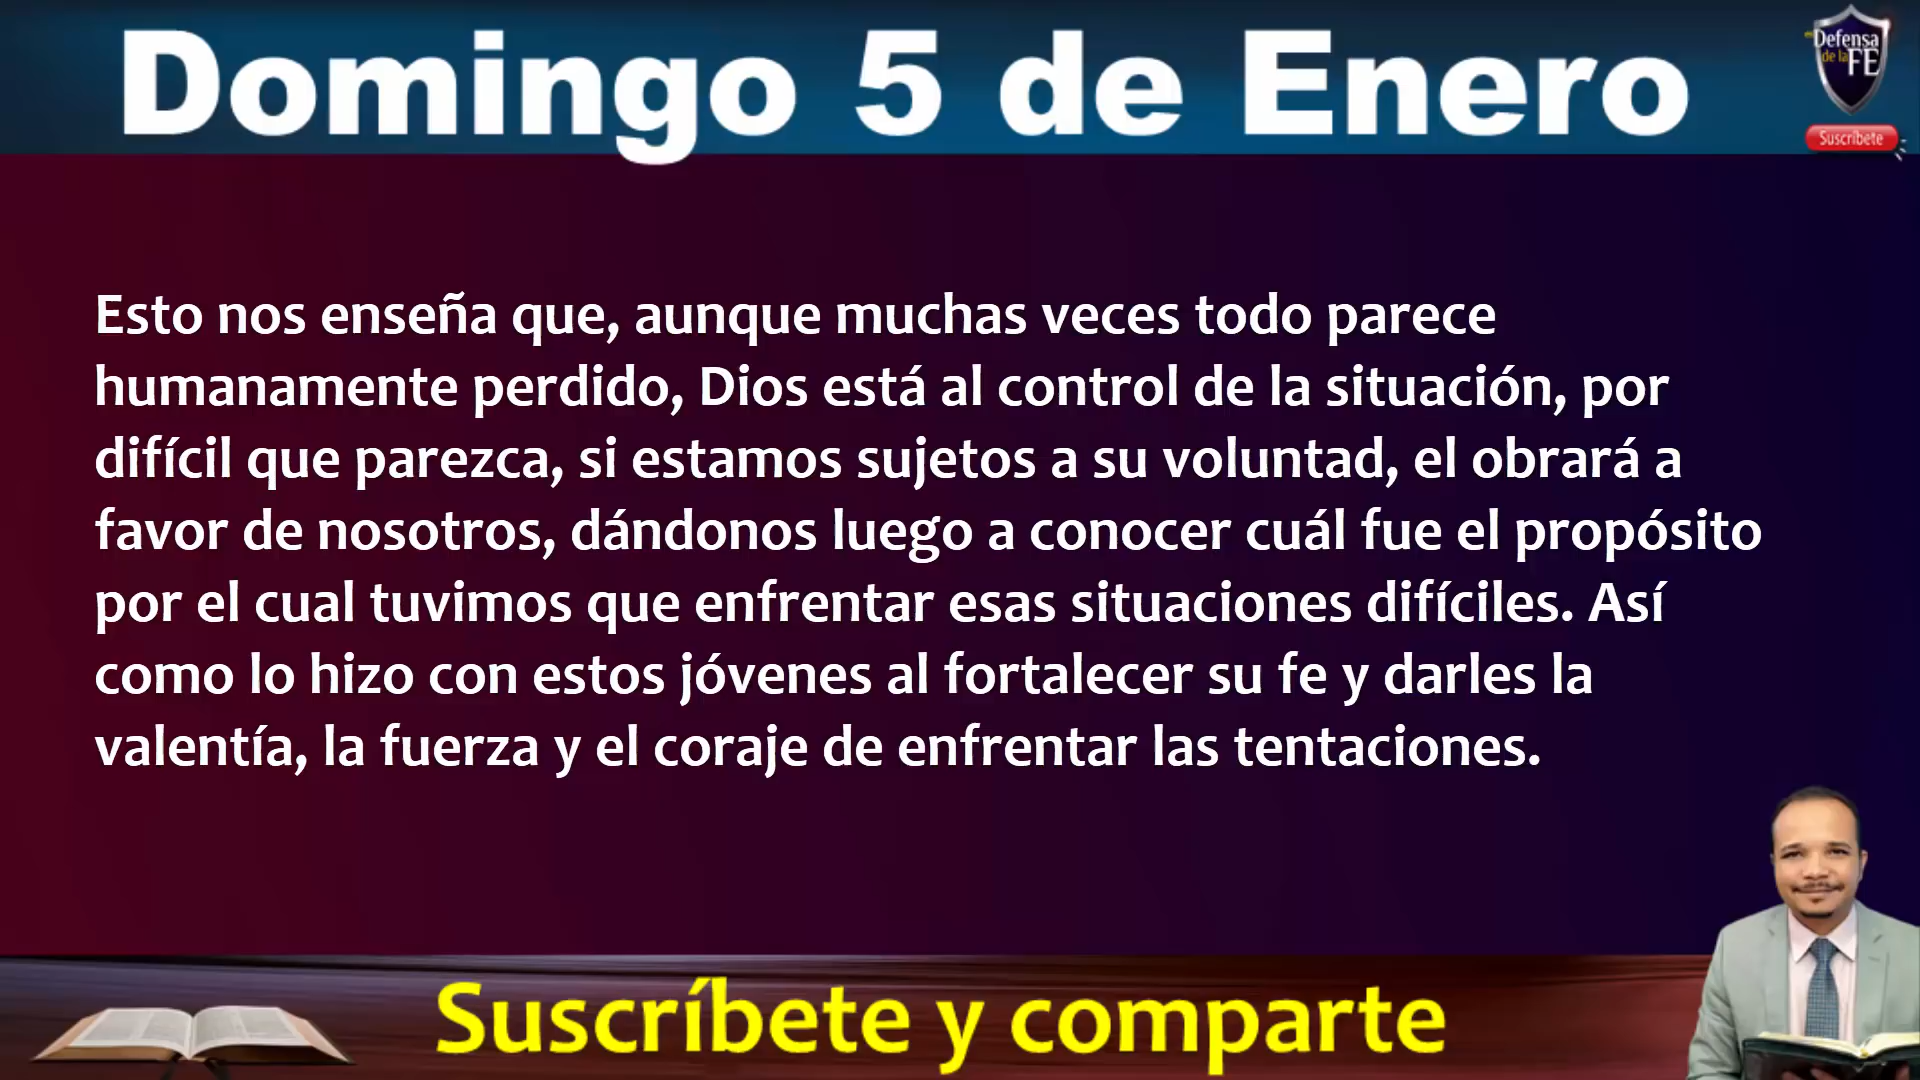 Domingo 5 de Enero
Defensa
de la FE
Suscríbete
Esto nos enseña que, aunque muchas veces todo parece
humanamente perdido, Dios está al control de la situación, por
difícil que parezca, si estamos sujetos a su voluntad, el obrará a
favor de nosotros, dándonos luego a conocer cuál fue el propósito
por el cual tuvimos que enfrentar esas situaciones difíciles. Así
como lo hizo con estos jóvenes al fortalecer su fe y darles la
valentía, la fuerza y el coraje de enfrentar las tentaciones.
Suscríbete y comparte